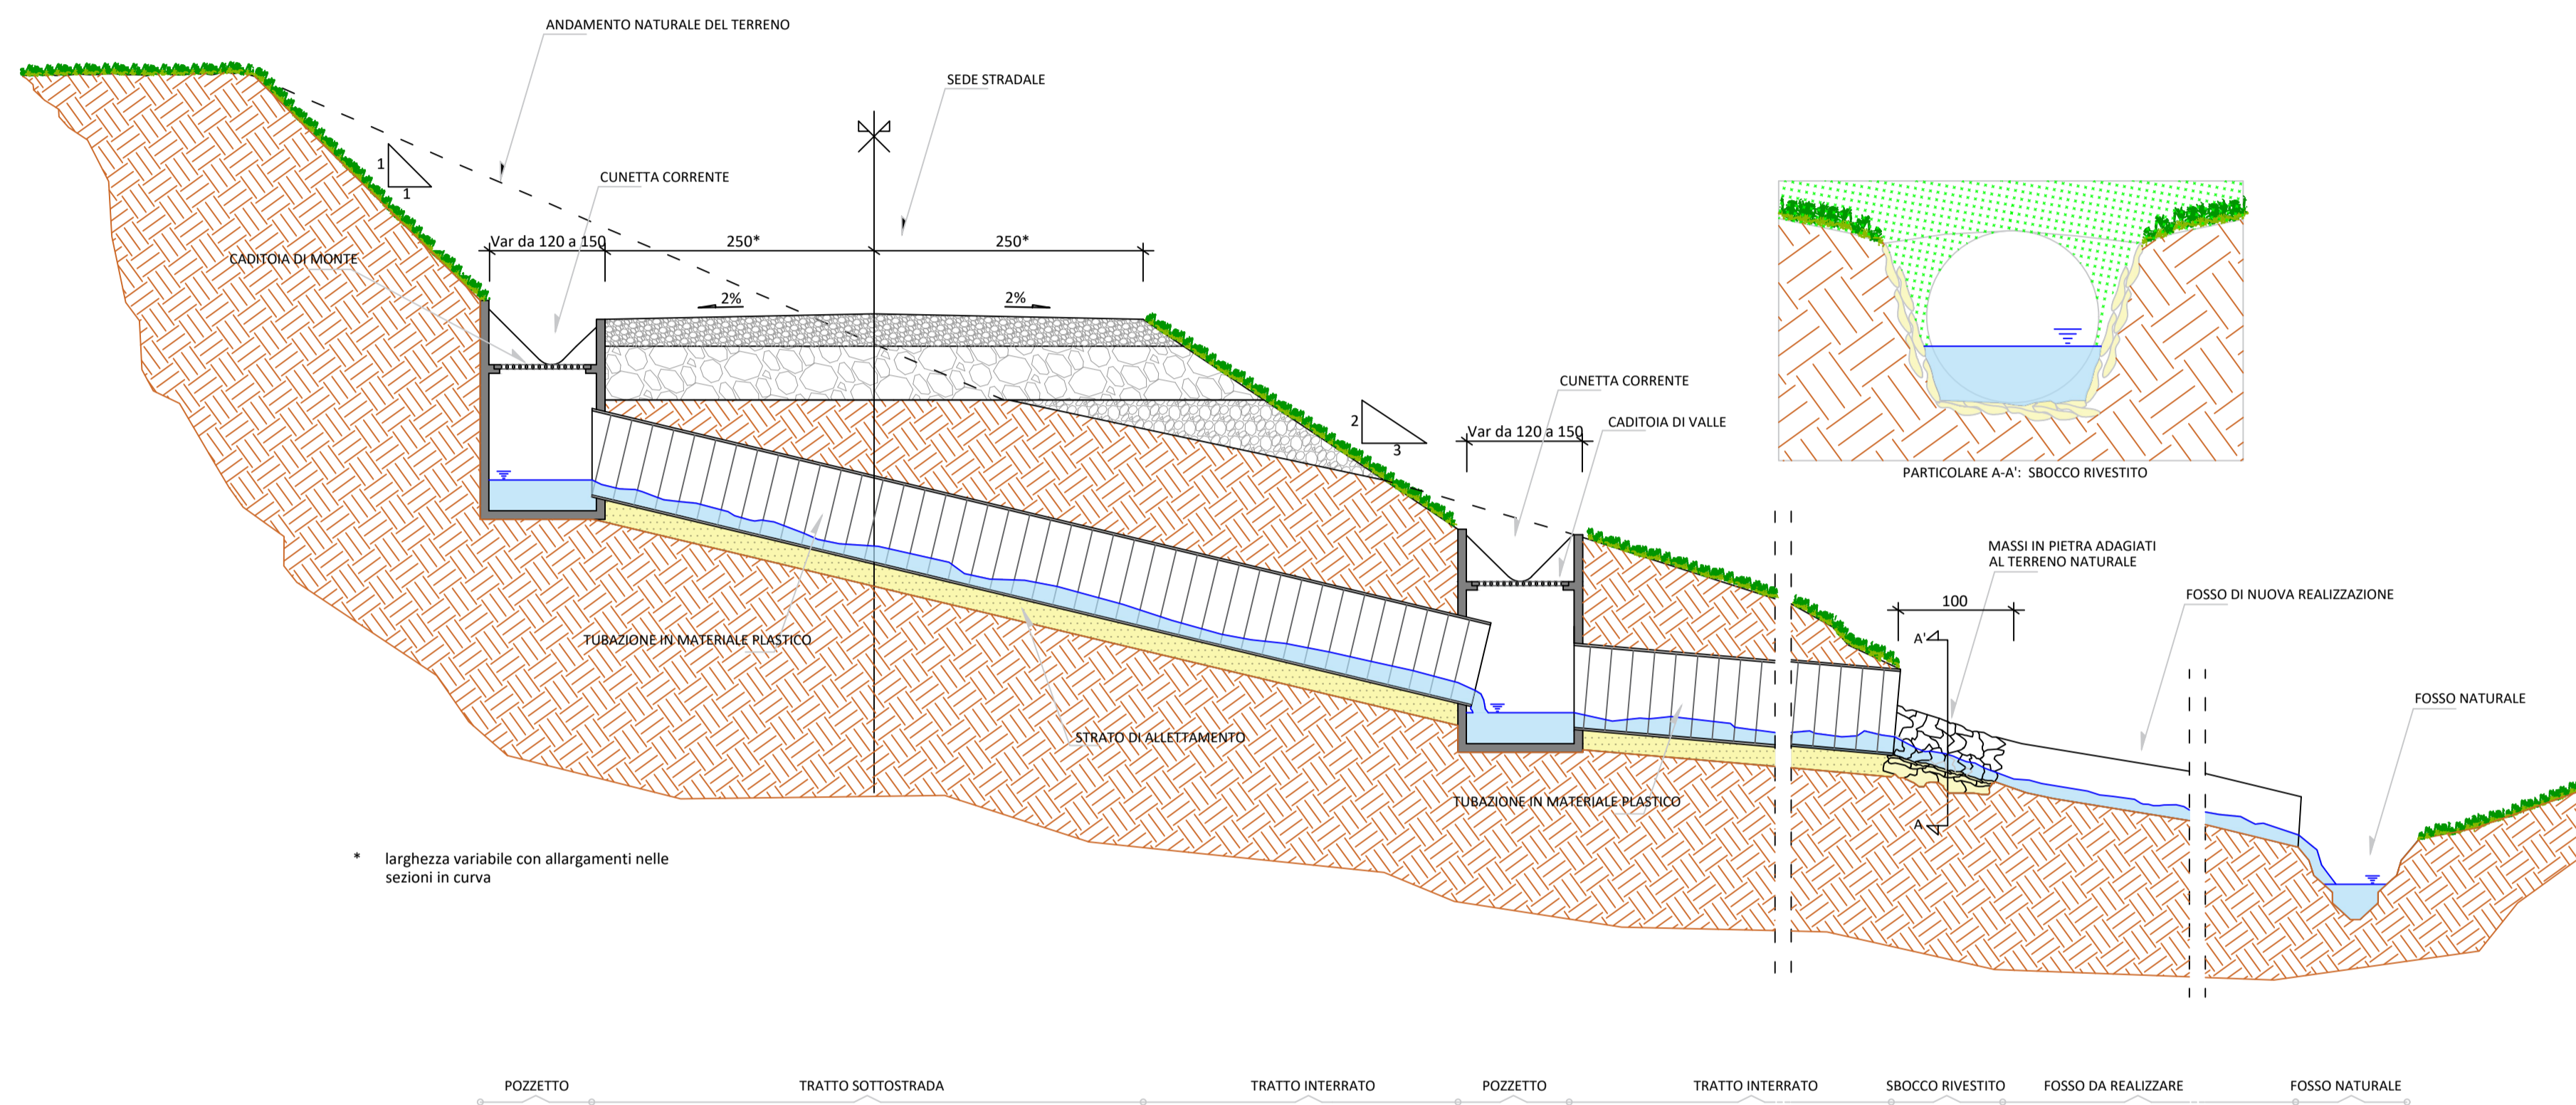 ANDAMENTO NATURALE DEL TERRENO
SEDE STRADALE
1
1
CUNETTA CORRENTE
Var da 120 a 150
250*
250*
CADITOIA DI MONTE
2%
2%
CUNETTA CORRENTE
2
3
CADITOIA DI VALLE
Var da 120 a 150
PARTICOLARE A-A': SBOCCO RIVESTITO
MASSI IN PIETRA ADAGIATI
AL TERRENO NATURALE
FOSSO DI NUOVA REALIZZAZIONE
100
A'
TUBAZIONE IN MATERIALE PLASTICO
FOSSO NATURALE
STRATO DI ALLETTAMENTO
TUBAZIONE IN MATERIALE PLASTICO
A
* larghezza variabile con allargamenti nelle
sezioni in curva
POZZETTO
TRATTO SOTTOSTRADA
TRATTO INTERRATO
POZZETTO
TRATTO INTERRATO
SBOCCO RIVESTITO
FOSSO DA REALIZZARE
FOSSO NATURALE